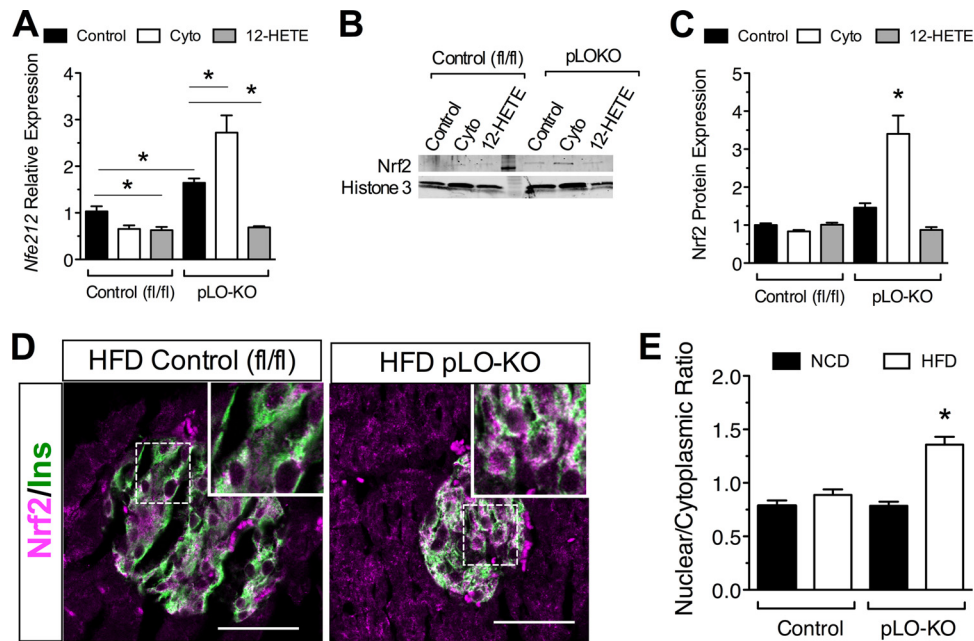 A
Control Cyto 12-HETE
Nfe212 Relative Expression
4
3
2
1
0
* *
* *
*
Control (fl/fl) pLO-KO
B
Control (fl/fl) pLOKO
Control Cyto 12-HETE Control Cyto 12-HETE
Nrf2
Histone 3
C
Control Cyto 12-HETE
Nrf2 Protein Expression
5
4
3
2
1
0
*
Control (fl/fl) pLO-KO
D
HFD Control (fl/fl) HFD pLO-KO
Nrf2/Ins
E
NCD HFD
Nuclear/Cytoplasmic Ratio
2.0
1.5
1.0
0.5
0.0
*
Control pLO-KO